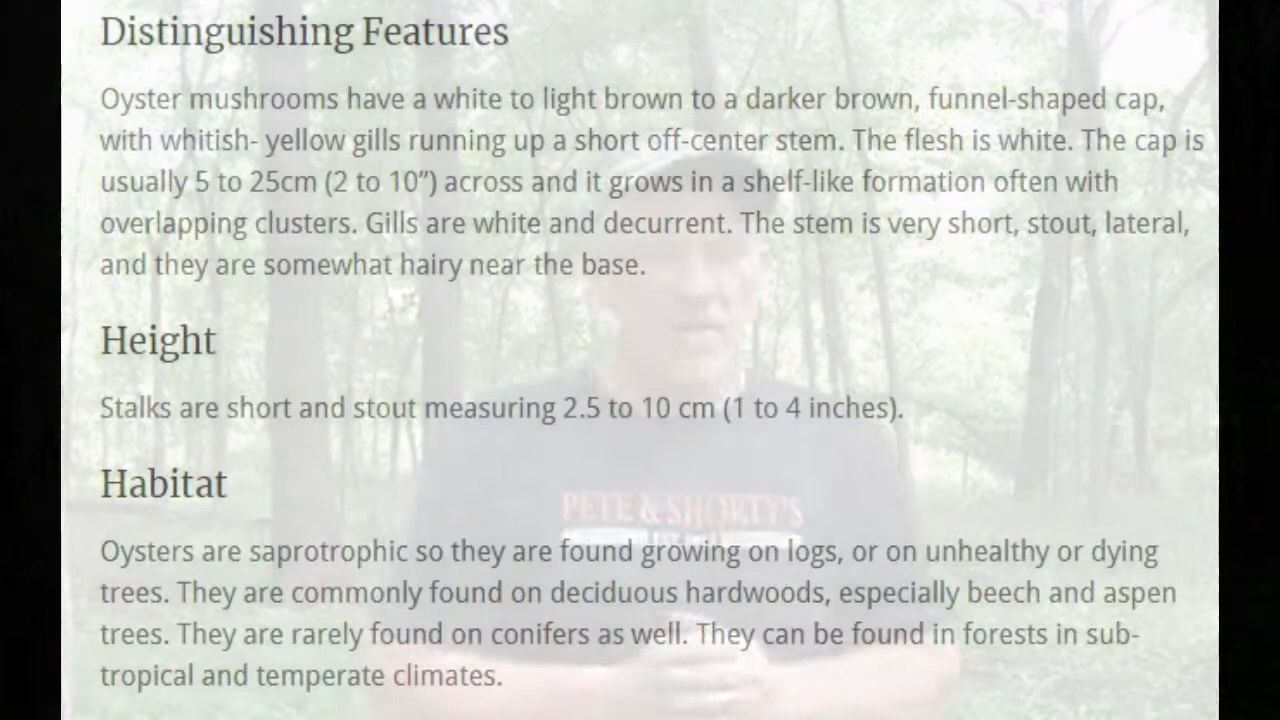 Distinguishing Features
Oyster mushrooms have a white to light brown to a darker brown, funnel-shaped cap,
with whitish- yellow gills running up a short off-center stem. The flesh is white. The cap is
usually 5 to 25cm (2 to 10”) across and it grows in a shelf-like formation often with
overlapping clusters. Gills are white and decurrent. The stem is very short, stout, lateral,
and they are somewhat hairy near the base.
Height
Stalks are short and stout measuring 2.5 to 10 cm (1 to 4 inches).
Habitat
PETE & SHORTY'S
Oysters are saprotrophic so they are found growing on logs, or on unhealthy or dying
trees. They are commonly found on deciduous hardwoods, especially beech and aspen
trees. They are rarely found on conifers as well. They can be found in forests in sub-
tropical and temperate climates.